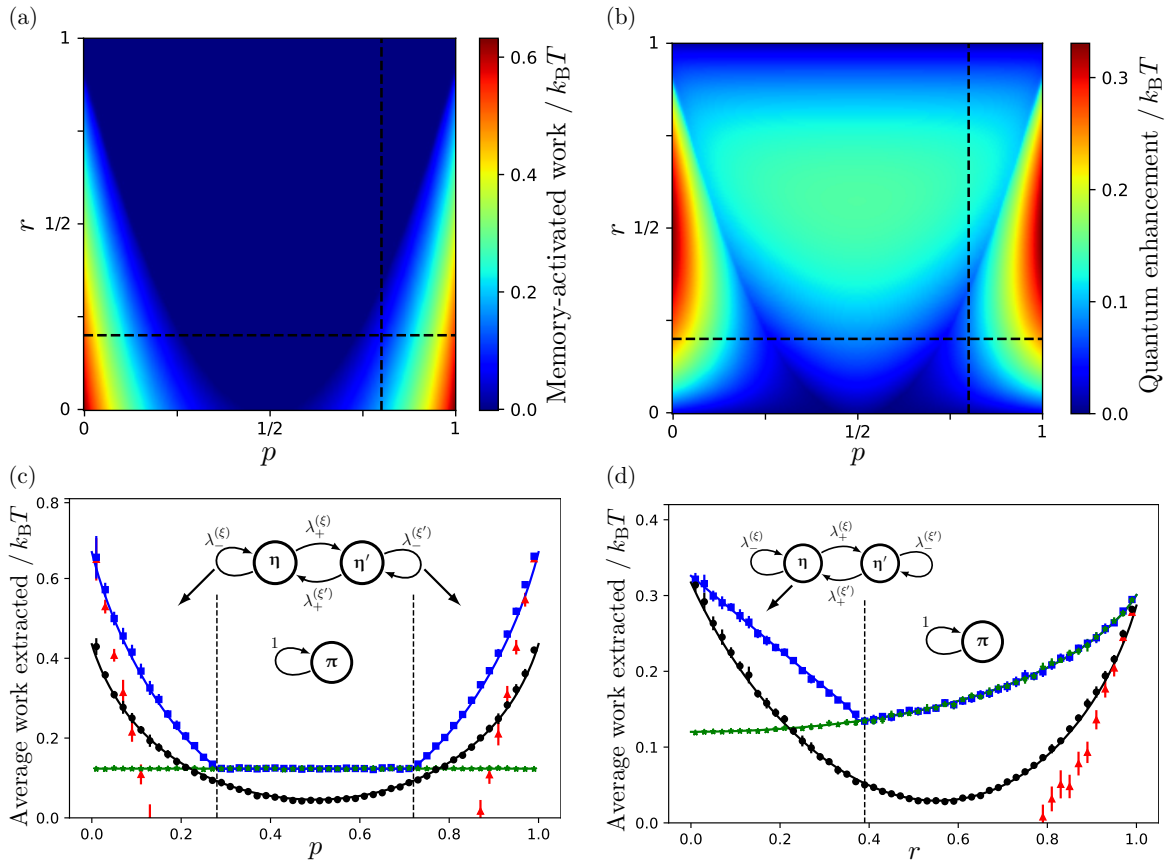 (a)
1
r
1/2
0
0
1/2
1
p
0.6
0.4
0.2
0.0
Memory-activated work / k_BT
(b)
1
r
1/2
0
0
1/2
1
p
0.3
0.2
0.1
0.0
Quantum enhancement / k_BT
(c)
Average work extracted / k_BT
0.8
0.6
0.4
0.2
0.0
0.0
0.2
0.4
0.6
0.8
1.0
p
λ_−^(ξ)
λ_+^(ξ)
λ_−^(ξ′)
η
η′
λ_+^(ξ′)
1
π
(d)
Average work extracted / k_BT
0.4
0.3
0.2
0.1
0.0
0.0
0.2
0.4
0.6
0.8
1.0
r
λ_−^(ξ)
λ_+^(ξ)
λ_−^(ξ′)
η
η′
λ_+^(ξ′)
1
π